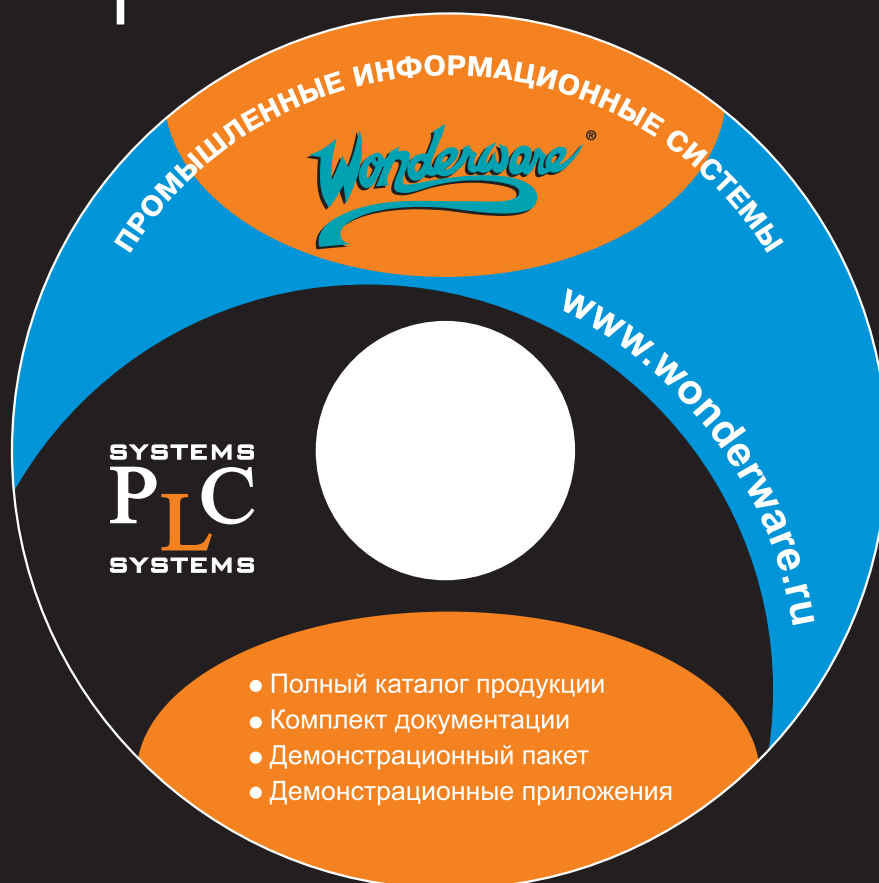 ПРОМЫШЛЕННЫЕ ИНФОРМАЦИОННЫЕ СИСТЕМЫ
Wonderware®
www.wonderware.ru
SYSTEMS
PLC
SYSTEMS
● Полный каталог продукции
● Комплект документации
● Демонстрационный пакет
● Демонстрационные приложения